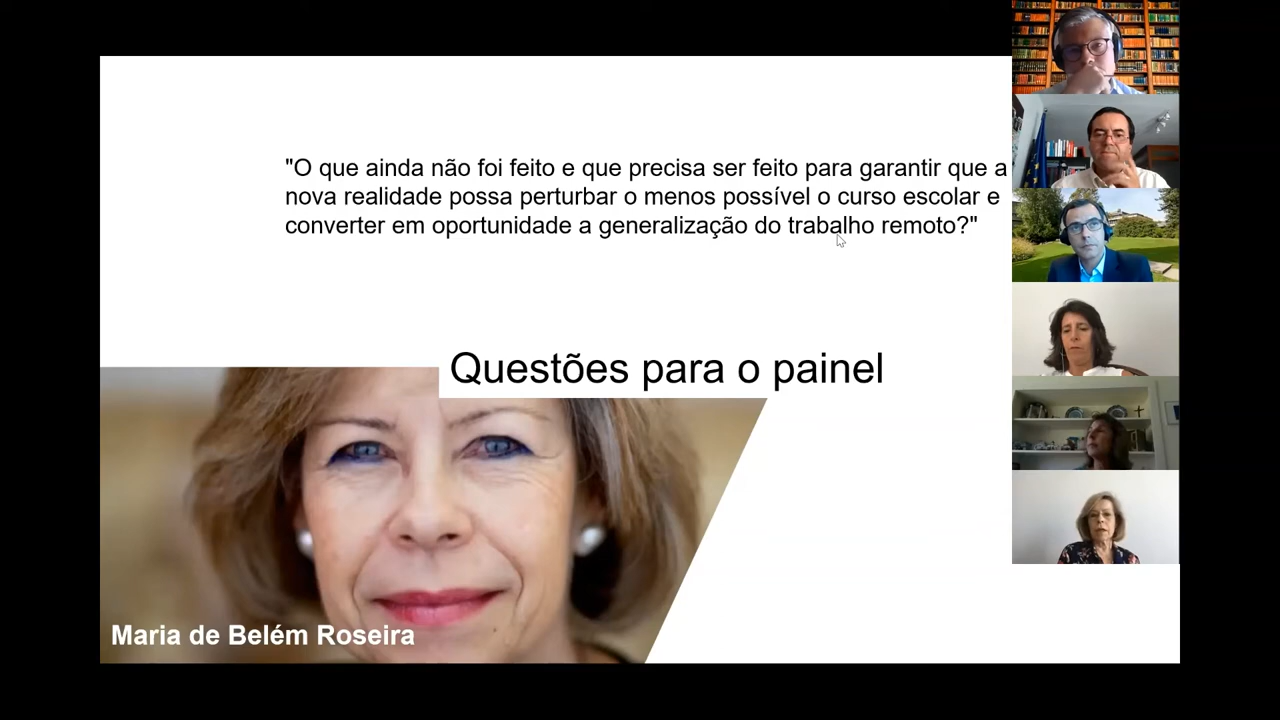 "O que ainda não foi feito e que precisa ser feito para garantir que a
nova realidade possa perturbar o menos possível o curso escolar e
converter em oportunidade a generalização do trabalho remoto?"
Questões para o painel
Maria de Belém Roseira